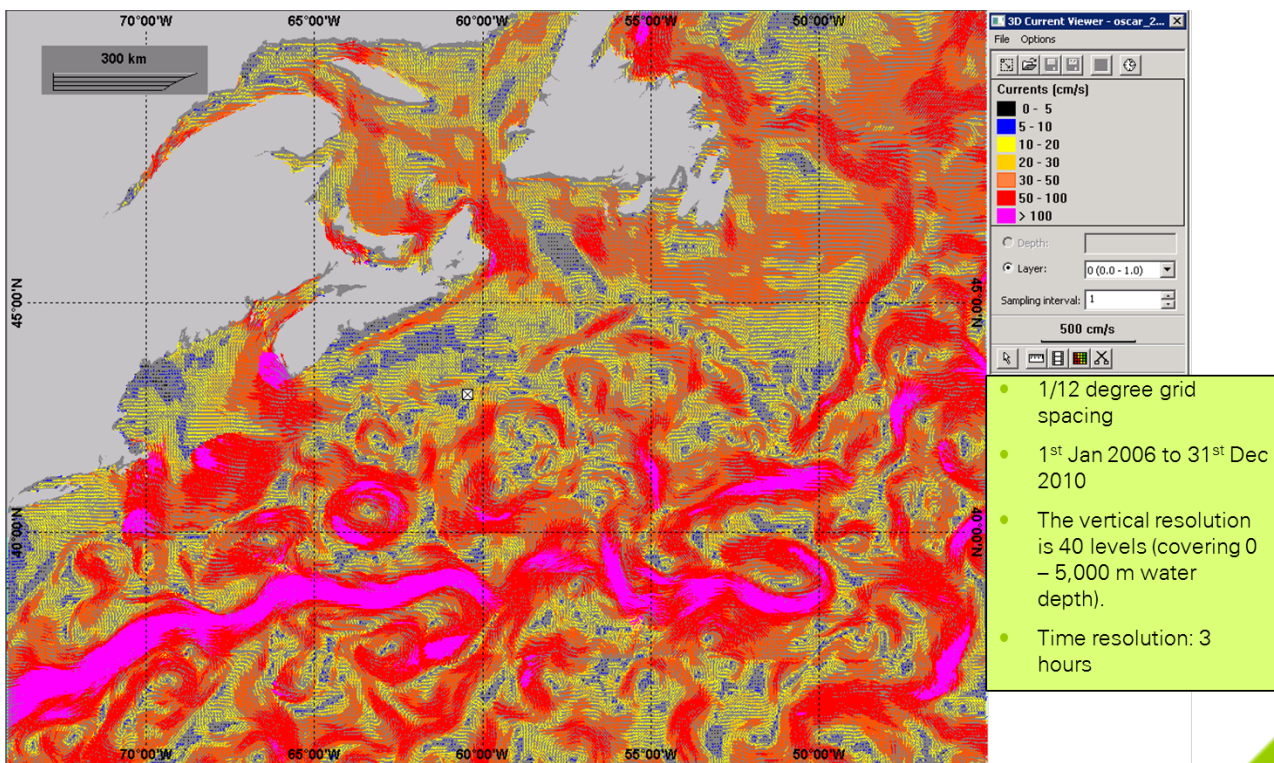 70°00'W 65°00'W 60°00'W 55°00'W 50°00'W
300 km
45°00'N
45°00'N
40°00'N
40°00'N
70°00'W 65°00'W 60°00'W 55°00'W 50°00'W
3D Current Viewer - oscar_2...
File Options
Currents (cm/s)
0 - 5
5 - 10
10 - 20
20 - 30
30 - 50
50 - 100
> 100
Depth:
Layer: 0 (0.0 - 1.0)
Sampling interval: 1
500 cm/s
• 1/12 degree grid
spacing
• 1st Jan 2006 to 31st Dec
2010
• The vertical resolution
is 40 levels (covering 0
– 5,000 m water
depth).
• Time resolution: 3
hours